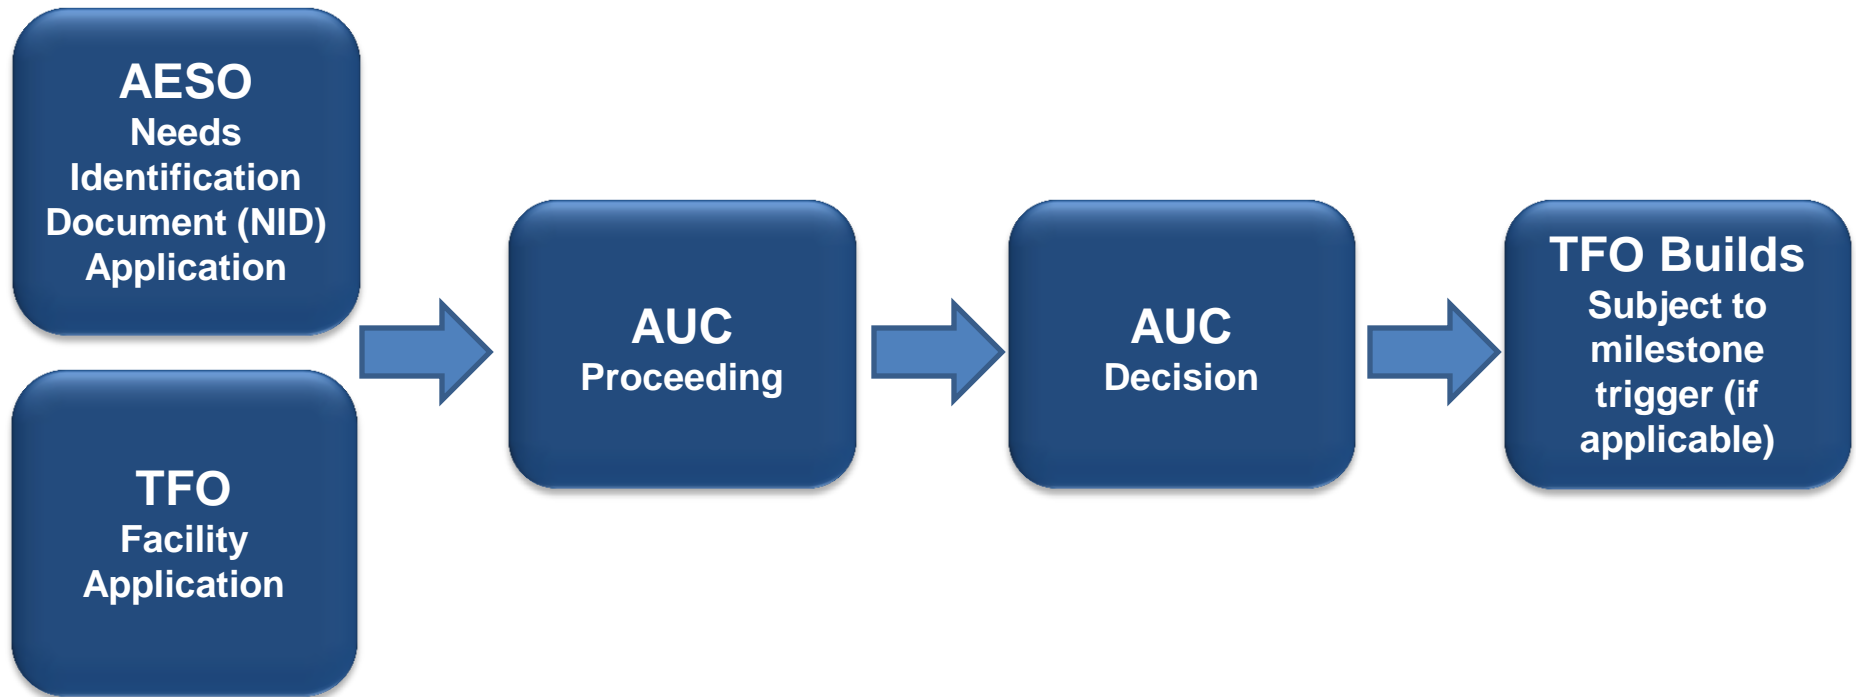 AESO
Needs
Identification
Document (NID)
Application
TFO
Facility
Application
AUC
Proceeding
AUC
Decision
TFO Builds
Subject to
milestone
trigger (if
applicable)